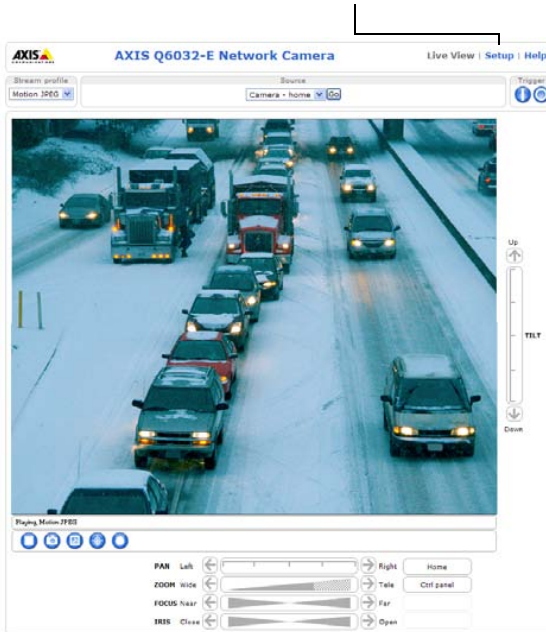 AXIS
COMMUNICATIONS
AXIS Q6032-E Network Camera
Live View | Setup | Help
Stream profile
Source
Trigger
Motion JPEG
Camera - home
Go
Up
TILT
Down
Playing, Motion JPEG
PAN Left Right Home
ZOOM Wide Tele Ctrl panel
FOCUS Near Far
IRIS Close Open